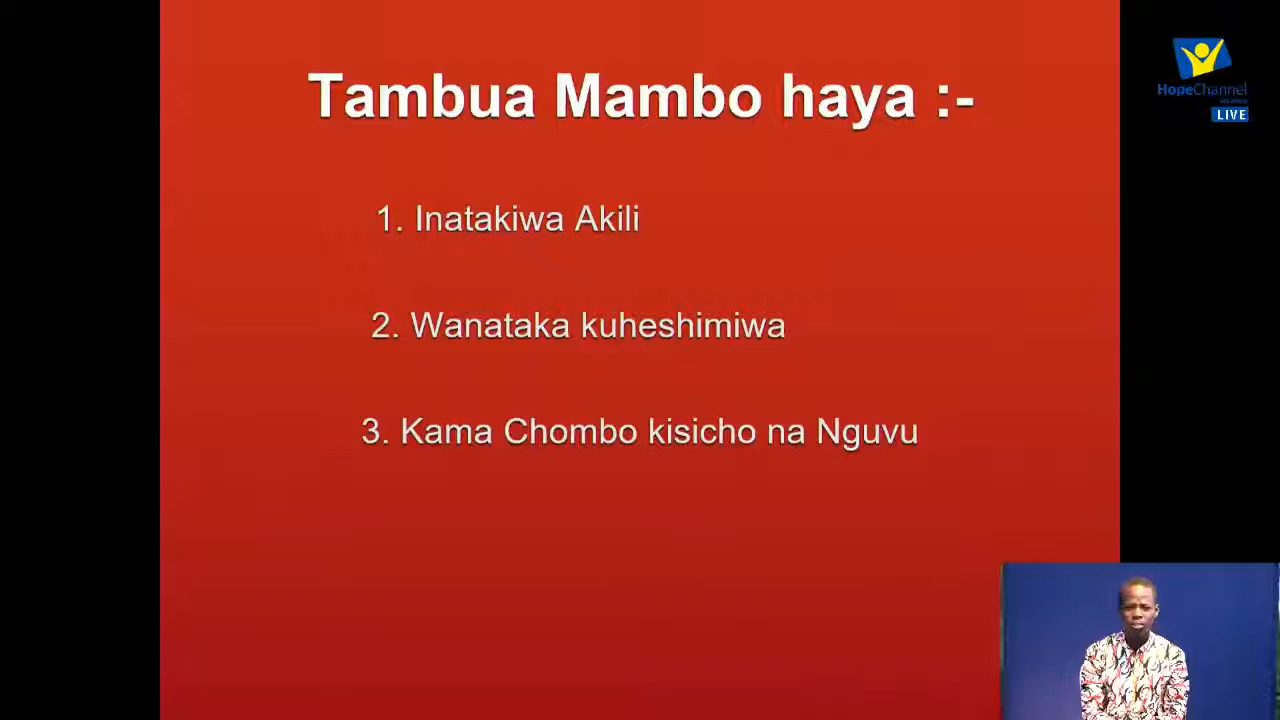 Tambua Mambo haya :-
1. Inatakiwa Akili
2. Wanataka kuheshimiwa
3. Kama Chombo kisicho na Nguvu
HopeChannel
LIVE